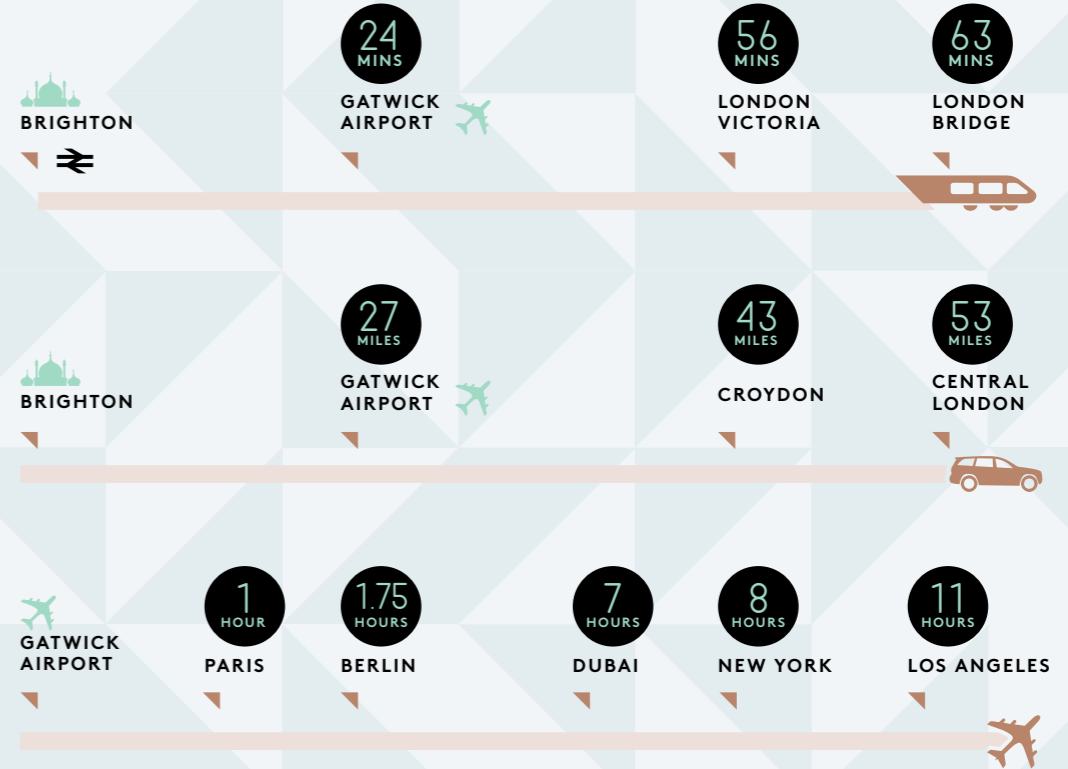 24
MINS
56
MINS
63
MINS
BRIGHTON
GATWICK
AIRPORT
LONDON
VICTORIA
LONDON
BRIDGE
27
MILES
43
MILES
53
MILES
BRIGHTON
GATWICK
AIRPORT
CROYDON
CENTRAL
LONDON
GATWICK
AIRPORT
1
HOUR
PARIS
1.75
HOURS
BERLIN
7
HOURS
DUBAI
8
HOURS
NEW YORK
11
HOURS
LOS ANGELES